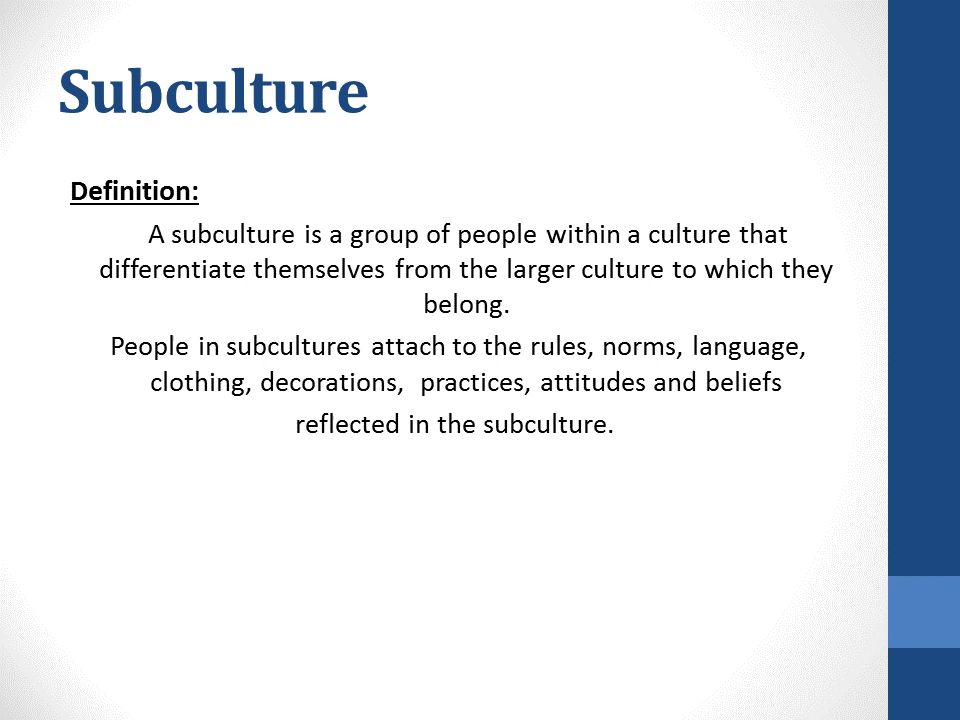 Subculture
Definition:
A subculture is a group of people within a culture that
differentiate themselves from the larger culture to which they
belong.
People in subcultures attach to the rules, norms, language,
clothing, decorations,  practices, attitudes and beliefs
reflected in the subculture.